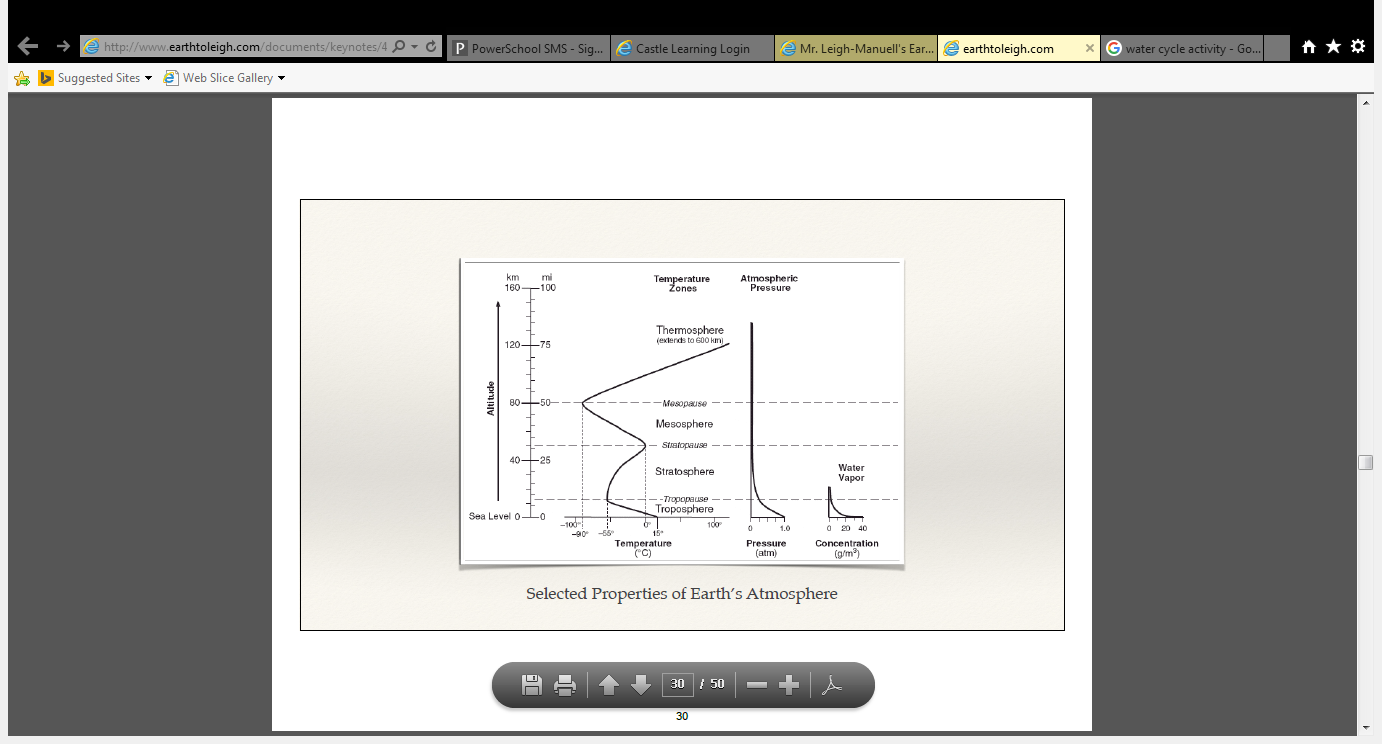 http://www.earthtoleigh.com/documents/keynotes/4
PowerSchool SMS - Sig...
Castle Learning Login
Mr. Leigh-Manuell's Ear...
earthtoleigh.com
water cycle activity - Go...
Suggested Sites
Web Slice Gallery
km mi
160 100
Temperature Zones
Atmospheric Pressure
Thermosphere
(extends to 600 km)
120 75
Altitude
80 50
Mesopause
Mesosphere
Stratopause
40 25
Stratosphere
Water Vapor
Tropopause
Troposphere
Sea Level 0 0
–100° 0° 100°
–90° –55° 15°
0 1.0
0 20 40
Temperature
(°C)
Pressure
(atm)
Concentration
(g/m³)
Selected Properties of Earth's Atmosphere
30 / 50
30